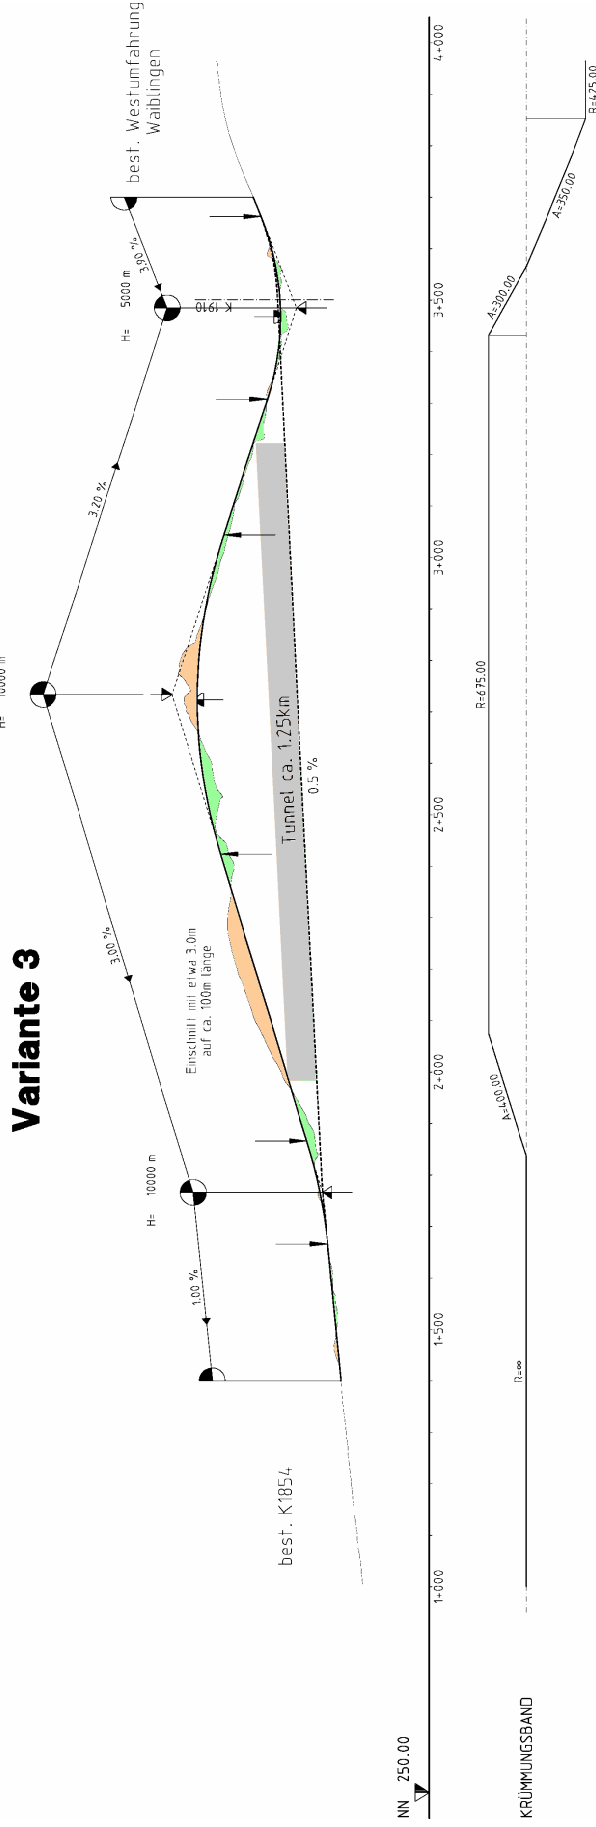 Variante 3
H= 10000 m
1.00 %
3.00 %
H= 10000 m
3.20 %
H= 5000 m
3.90 %
best. Westumfahrung
Waiblingen
K 1910
Einschnitt mit etwa 3.0m
auf ca. 100m länge
Tunnel ca. 1.25km
0.5 %
best. K1854
NN 250.00
1+000
1+500
2+000
2+500
3+000
3+500
4+000
KRÜMMUNGSBAND
R=∞
A=400.00
R=675.00
A=300.00
A=350.00
R=425.00